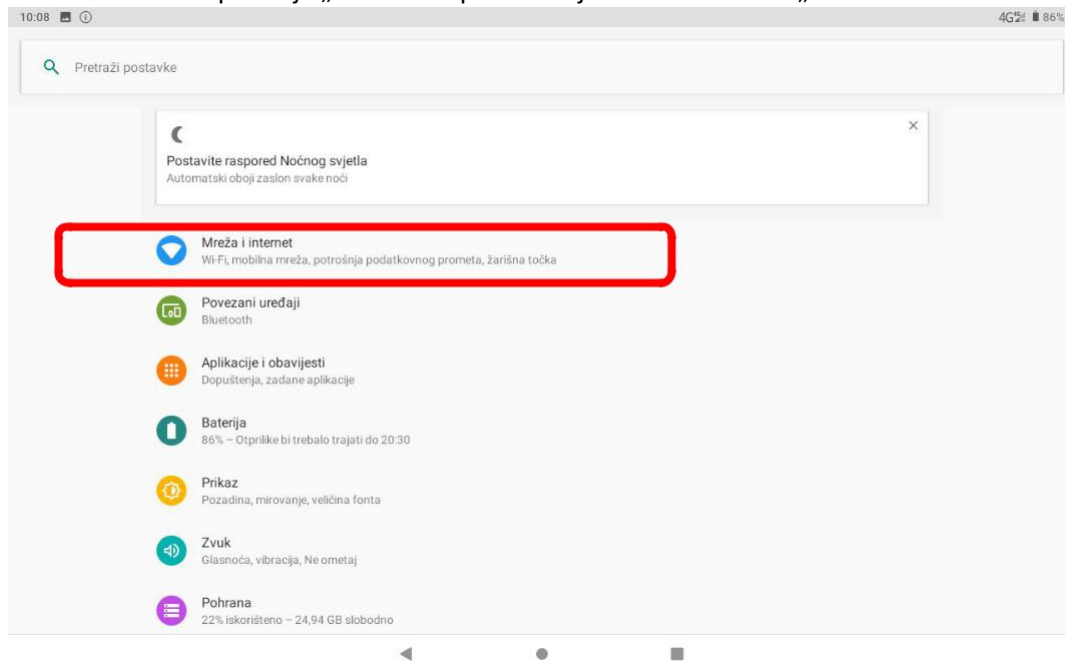 10:08 4G 86%
Pretraži postavke
Postavite raspored Noćnog svjetla
Automatski oboji zaslon svake noći
Mreža i internet
Wi-Fi, mobilna mreža, potrošnja podatkovnog prometa, žarišna točka
Povezani uređaji
Bluetooth
Aplikacije i obavijesti
Dopuštenja, zadane aplikacije
Baterija
86% – Otprilike bi trebalo trajati do 20:30
Prikaz
Pozadina, mirovanje, veličina fonta
Zvuk
Glasnoća, vibracija, Ne ometaj
Pohrana
22% iskorišteno – 24,94 GB slobodno